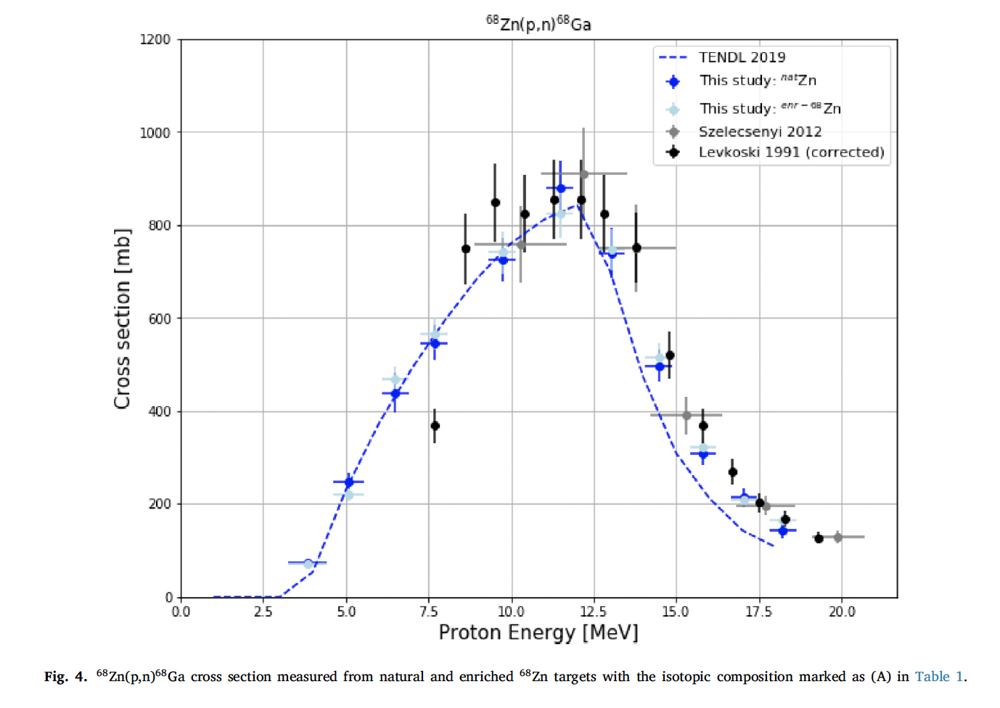 ⁶⁸Zn(p,n)⁶⁸Ga
1200
1000
800
600
400
200
0
Cross section [mb]
TENDL 2019
This study: ⁿᵃᵗZn
This study: ᵉⁿʳ⁻⁶⁸Zn
Szelecsenyi 2012
Levkoski 1991 (corrected)
0.0 2.5 5.0 7.5 10.0 12.5 15.0 17.5 20.0
Proton Energy [MeV]
Fig. 4. ⁶⁸Zn(p,n)⁶⁸Ga cross section measured from natural and enriched ⁶⁸Zn targets with the isotopic composition marked as (A) in Table 1.